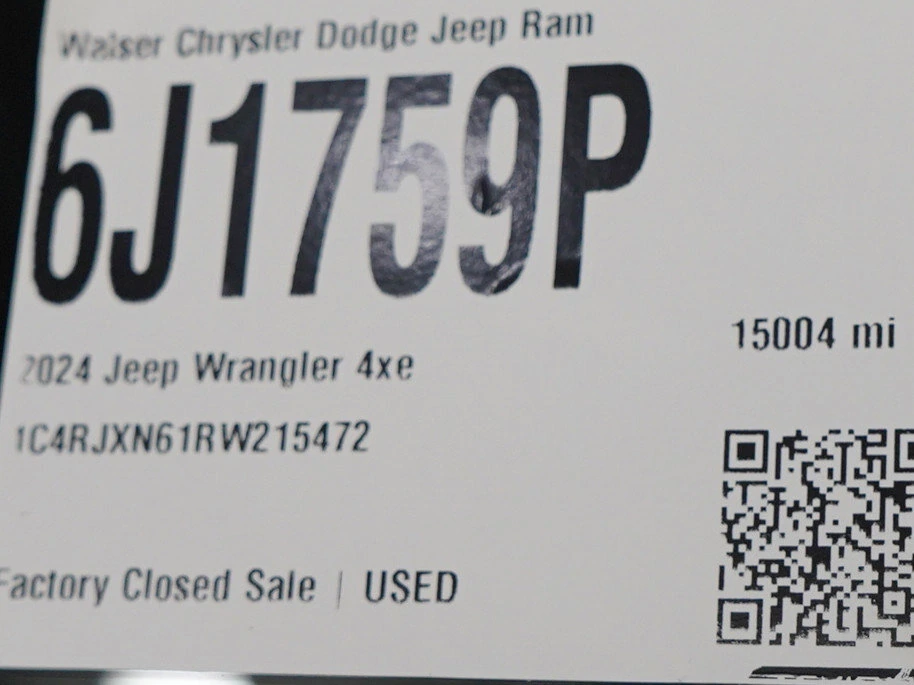 Walser Chrysler Dodge Jeep Ram
6J1759P
15004 mi
2024 Jeep Wrangler 4xe
1C4RJXN61RW215472
Factory Closed Sale | USED